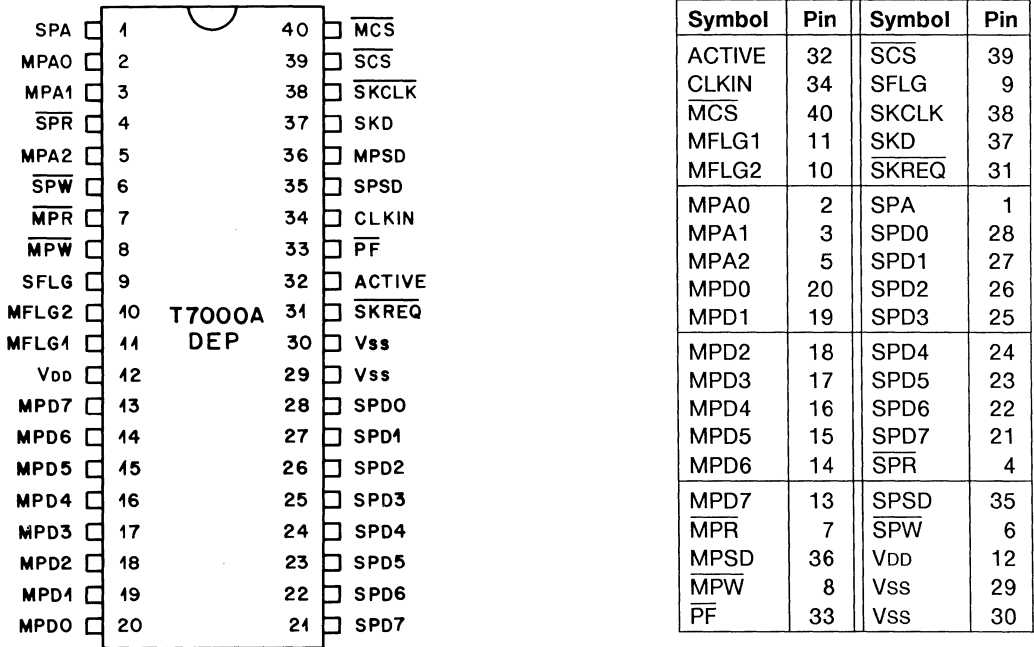 SPA 1 40 MCS
MPA0 2 39 SCS
MPA1 3 38 SKCLK
SPR 4 37 SKD
MPA2 5 36 MPSD
SPW 6 35 SPSD
MPR 7 34 CLKIN
MPW 8 33 PF
SFLG 9 32 ACTIVE
MFLG2 10 T7000A 31 SKREQ
MFLG1 11 DEP 30 Vss
VDD 12 29 Vss
MPD7 13 28 SPD0
MPD6 14 27 SPD1
MPD5 15 26 SPD2
MPD4 16 25 SPD3
MPD3 17 24 SPD4
MPD2 18 23 SPD5
MPD1 19 22 SPD6
MPD0 20 21 SPD7
Symbol Pin Symbol Pin
ACTIVE 32 SCS 39
CLKIN 34 SFLG 9
MCS 40 SKCLK 38
MFLG1 11 SKD 37
MFLG2 10 SKREQ 31
MPA0 2 SPA 1
MPA1 3 SPD0 28
MPA2 5 SPD1 27
MPD0 20 SPD2 26
MPD1 19 SPD3 25
MPD2 18 SPD4 24
MPD3 17 SPD5 23
MPD4 16 SPD6 22
MPD5 15 SPD7 21
MPD6 14 SPR 4
MPD7 13 SPSD 35
MPR 7 SPW 6
MPSD 36 VDD 12
MPW 8 Vss 29
PF 33 Vss 30